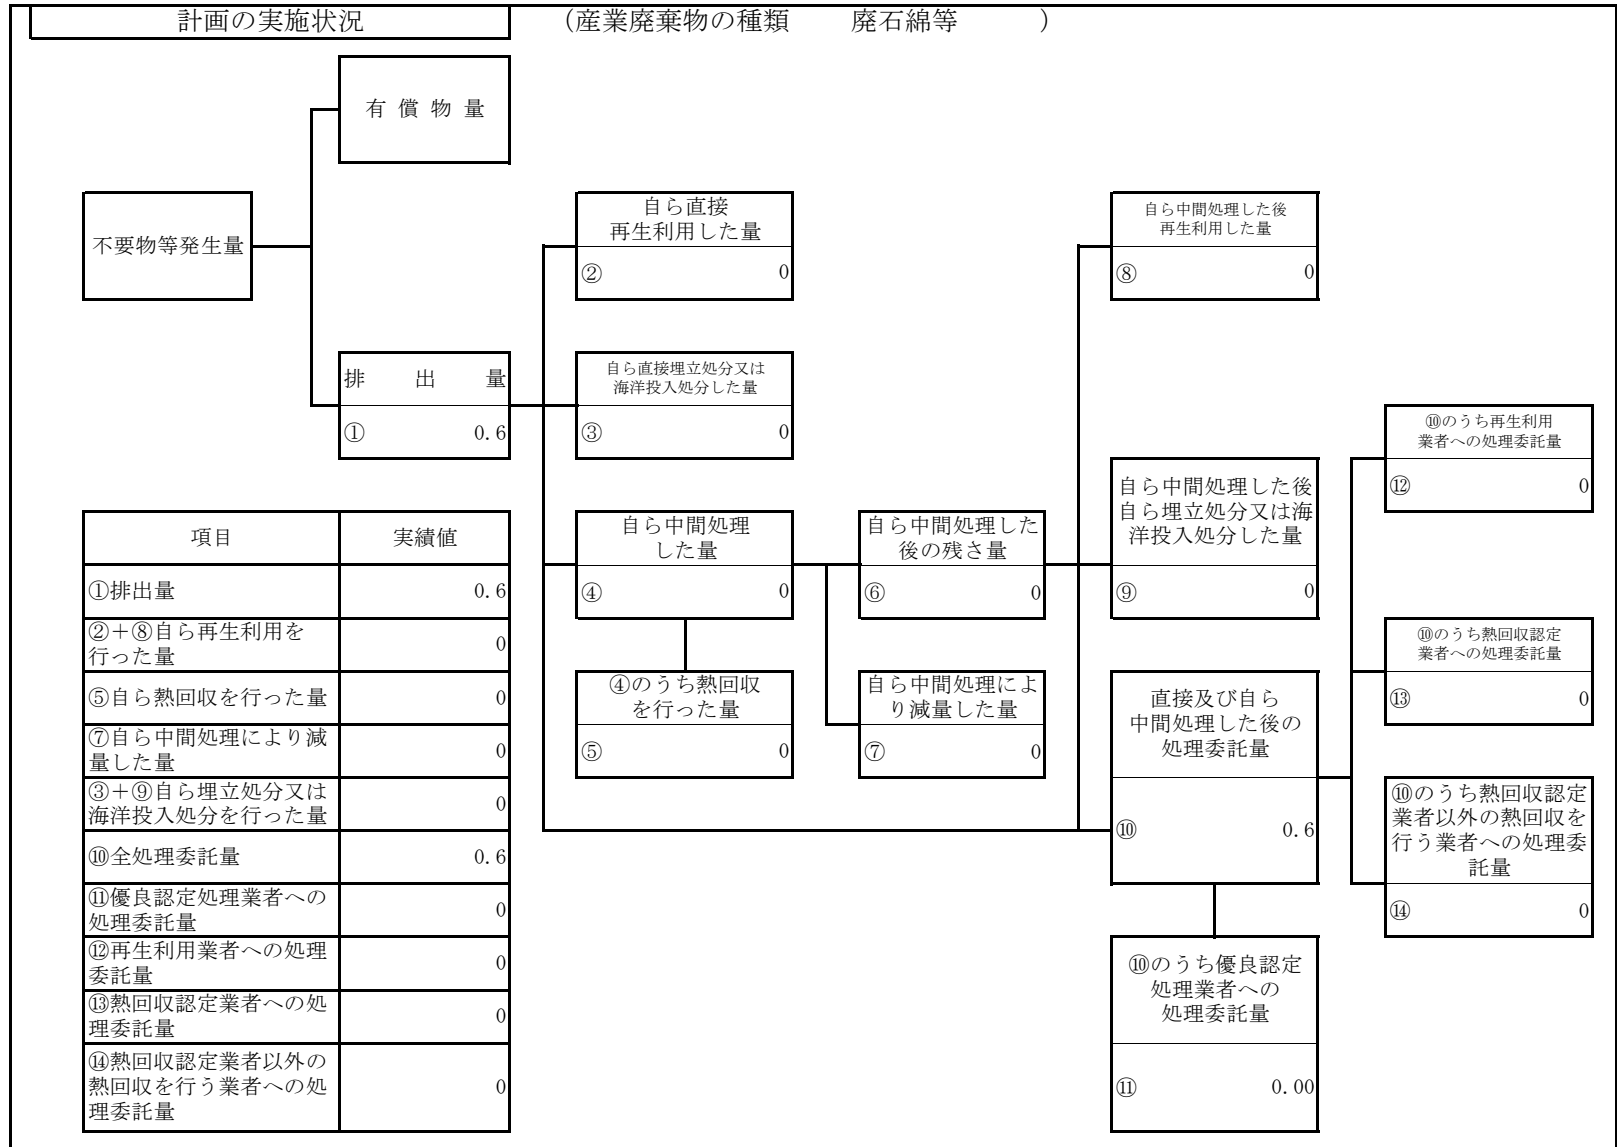 計画の実施状況
（産業廃棄物の種類　　廃石綿等　　　）
有 償 物 量
不要物等発生量
自ら直接
再生利用した量
② 0
自ら中間処理した後
再生利用した量
⑧ 0
排 出 量
① 0.6
自ら直接埋立処分又は
海洋投入処分した量
③ 0
⑩のうち再生利用
業者への処理委託量
⑫ 0
自ら中間処理した後
自ら埋立処分又は海
洋投入処分した量
⑨ 0
自ら中間処理
した量
④ 0
自ら中間処理した
後の残さ量
⑥ 0
⑩のうち熱回収認定
業者への処理委託量
⑬ 0
④のうち熱回収
を行った量
⑤ 0
自ら中間処理によ
り減量した量
⑦ 0
直接及び自ら
中間処理した後の
処理委託量
⑩ 0.6
⑩のうち熱回収認定
業者以外の熱回収を
行う業者への処理委
託量
⑭ 0
⑩のうち優良認定
処理業者への
処理委託量
⑪ 0.00
項目 実績値
①排出量 0.6
②＋⑧自ら再生利用を
行った量 0
⑤自ら熱回収を行った量 0
⑦自ら中間処理により減
量した量 0
③＋⑨自ら埋立処分又は
海洋投入処分を行った量 0
⑩全処理委託量 0.6
⑪優良認定処理業者への
処理委託量 0
⑫再生利用業者への処理
委託量 0
⑬熱回収認定業者への処
理委託量 0
⑭熱回収認定業者以外の
熱回収を行う業者への処
理委託量 0